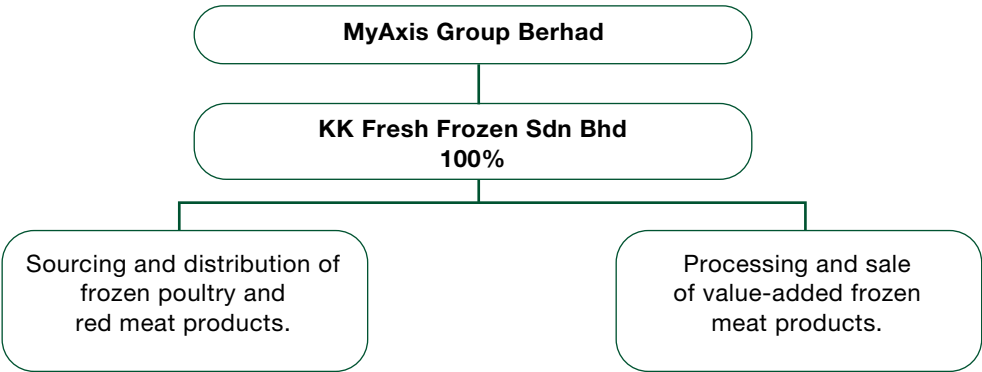 MyAxis Group Berhad
KK Fresh Frozen Sdn Bhd
100%
Sourcing and distribution of
frozen poultry and
red meat products.
Processing and sale
of value-added frozen
meat products.